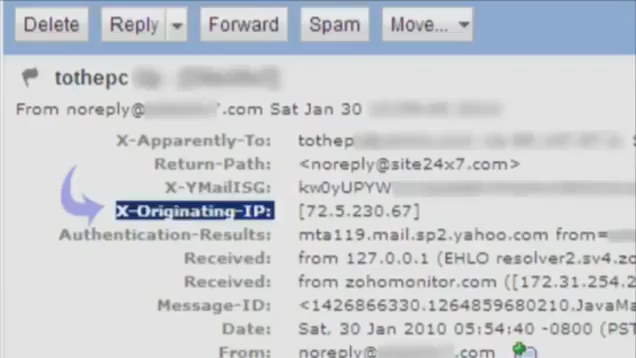 Delete Reply Forward Spam Move...
tothepc
From noreply@ .com Sat Jan 30
X-Apparently-To: tothep
Return-Path: <noreply@site24x7.com>
X-YMailISG: kw0yUPYW
X-Originating-IP: [72.5.230.67]
Authentication-Results: mta119.mail.sp2.yahoo.com from=
Received: from 127.0.0.1 (EHLO resolver2.sv4.zo
Received: from zohomonitor.com ([172.31.254.2
Message-ID: <1426866330.1264859680210.JavaMa
Date: Sat, 30 Jan 2010 05:54:40 -0800 (PST
From: noreply@ .com